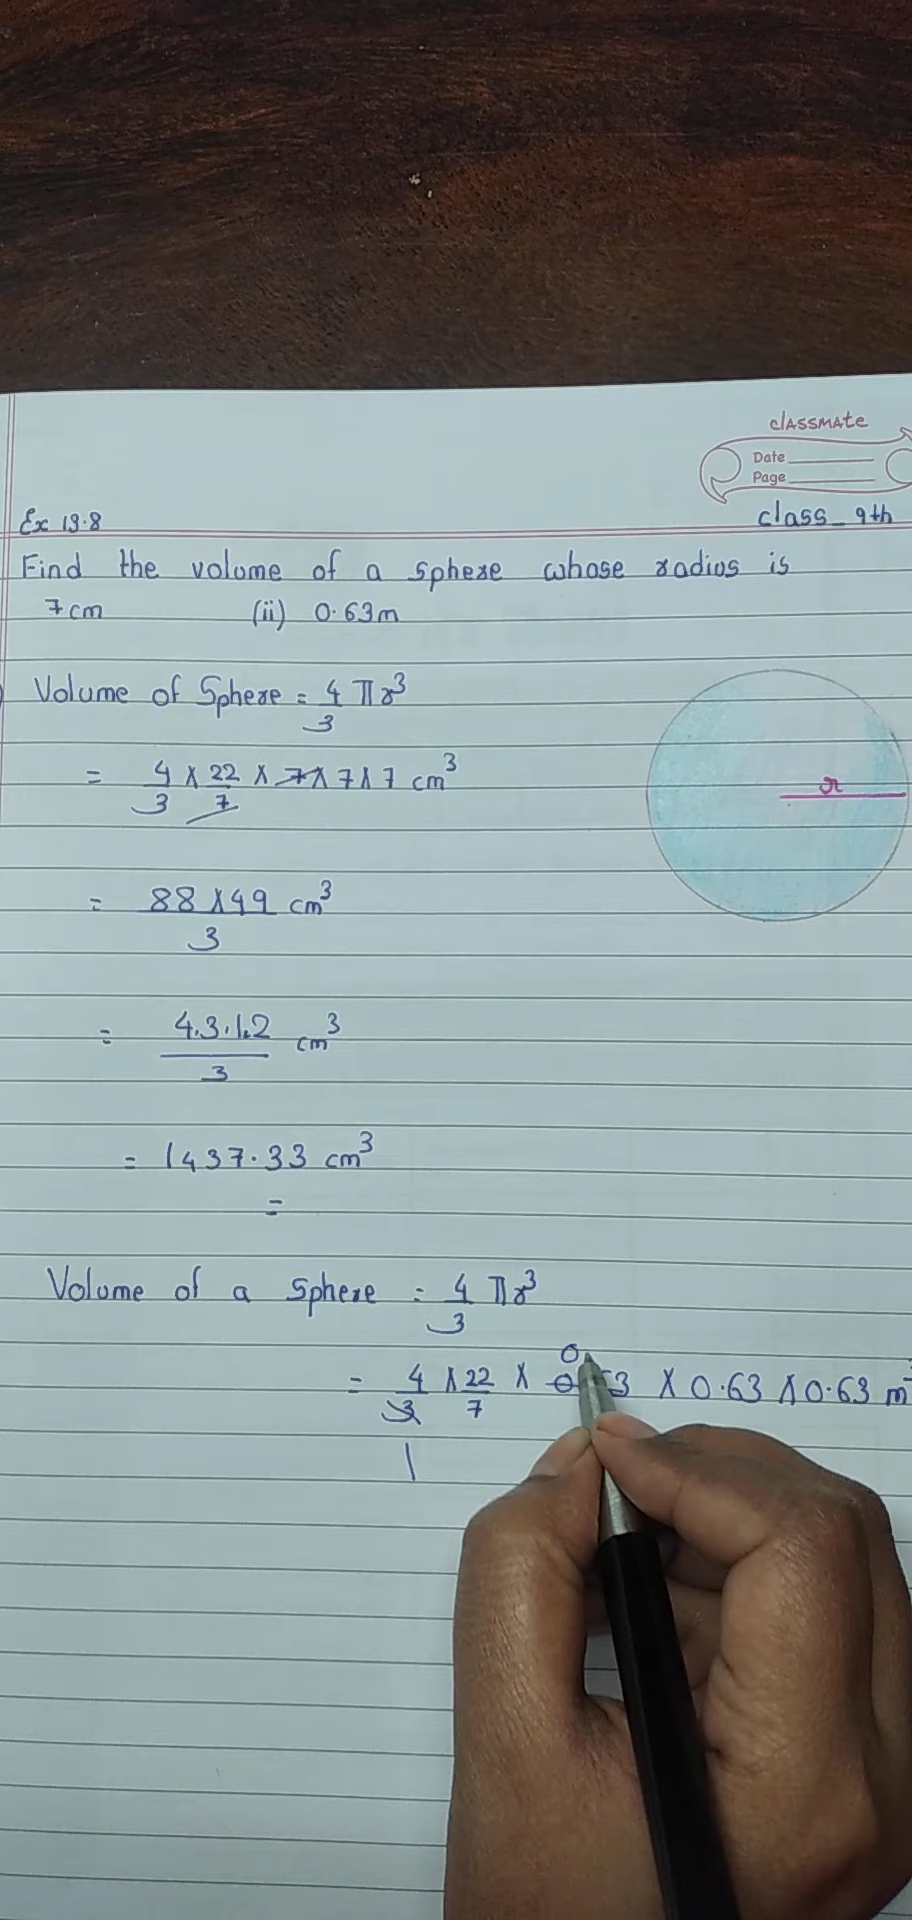 classmate
Date
Page
Ex 13.8
class_9th
Find the volume of a sphere whose radius is
7cm (ii) 0.63m
Volume of Sphere = 4/3 πr³
= 4/3 × 22/7 × 7×7×7 cm³
r
= 88×49/3 cm³
= 4312/3 cm³
= 1437.33 cm³
=
Volume of a sphere = 4/3 πr³
0
= 4/3 × 22/7 × 0.63 × 0.63 × 0.63 m
1